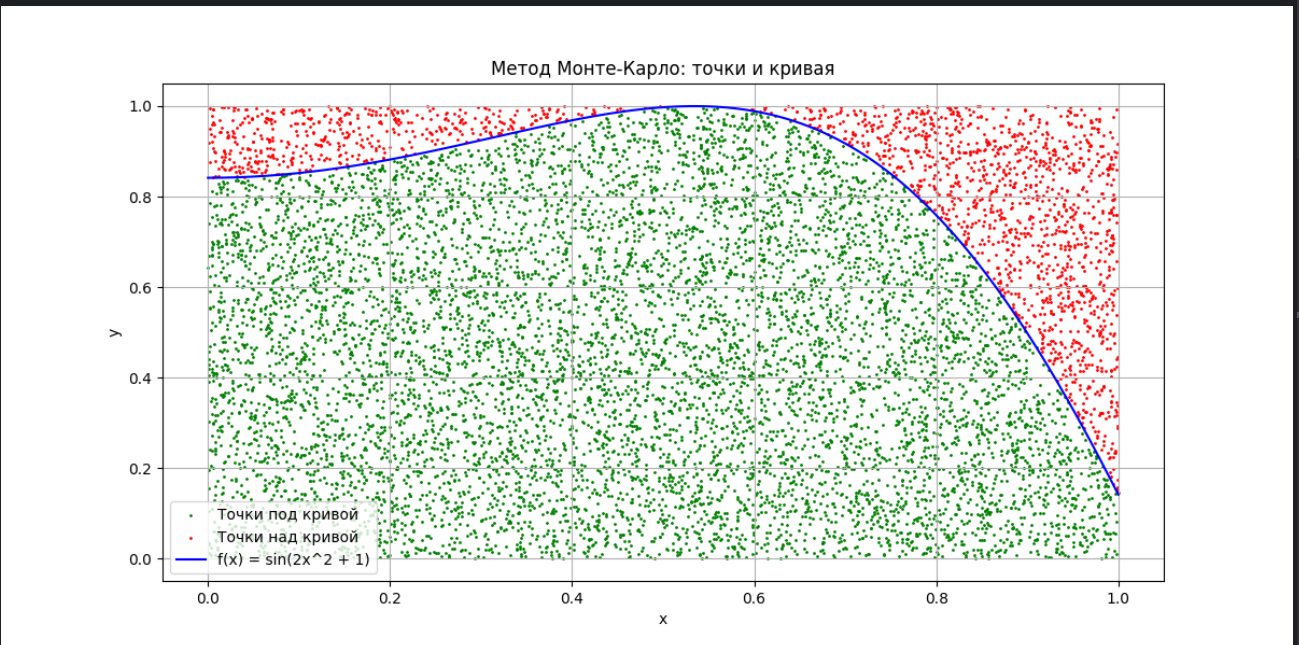 Метод Монте-Карло: точки и кривая
y
1.0
0.8
0.6
0.4
0.2
0.0
Точки под кривой
Точки над кривой
f(x) = sin(2x^2 + 1)
0.0 0.2 0.4 0.6 0.8 1.0
x